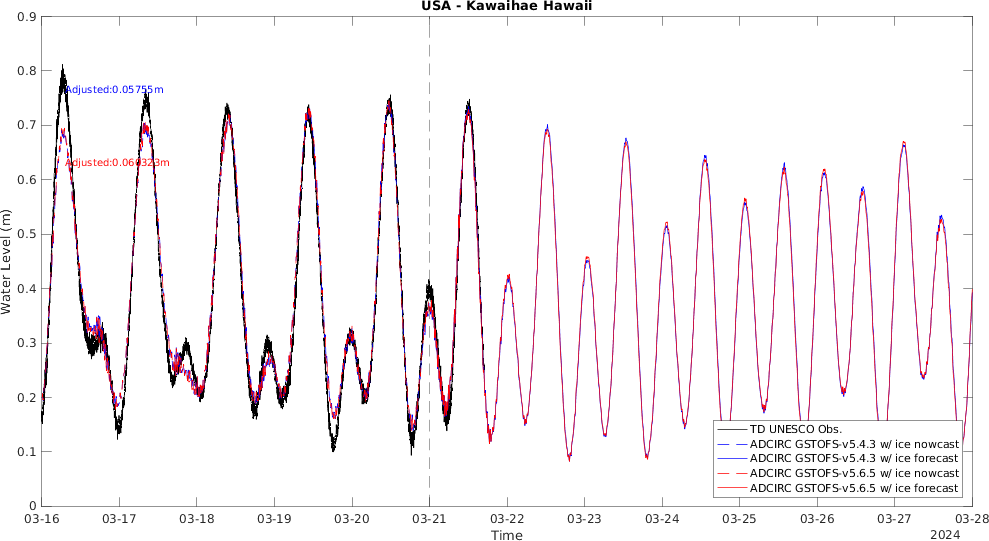 USA - Kawaihae Hawaii
0.9
0.8
0.7
0.6
0.5
0.4
0.3
0.2
0.1
0
Water Level (m)
Adjusted:0.05755m
Adjusted:0.060323m
TD UNESCO Obs.
ADCIRC GSTOFS-v5.4.3 w/ ice nowcast
ADCIRC GSTOFS-v5.4.3 w/ ice forecast
ADCIRC GSTOFS-v5.6.5 w/ ice nowcast
ADCIRC GSTOFS-v5.6.5 w/ ice forecast
03-16 03-17 03-18 03-19 03-20 03-21 03-22 03-23 03-24 03-25 03-26 03-27 03-28
Time
2024